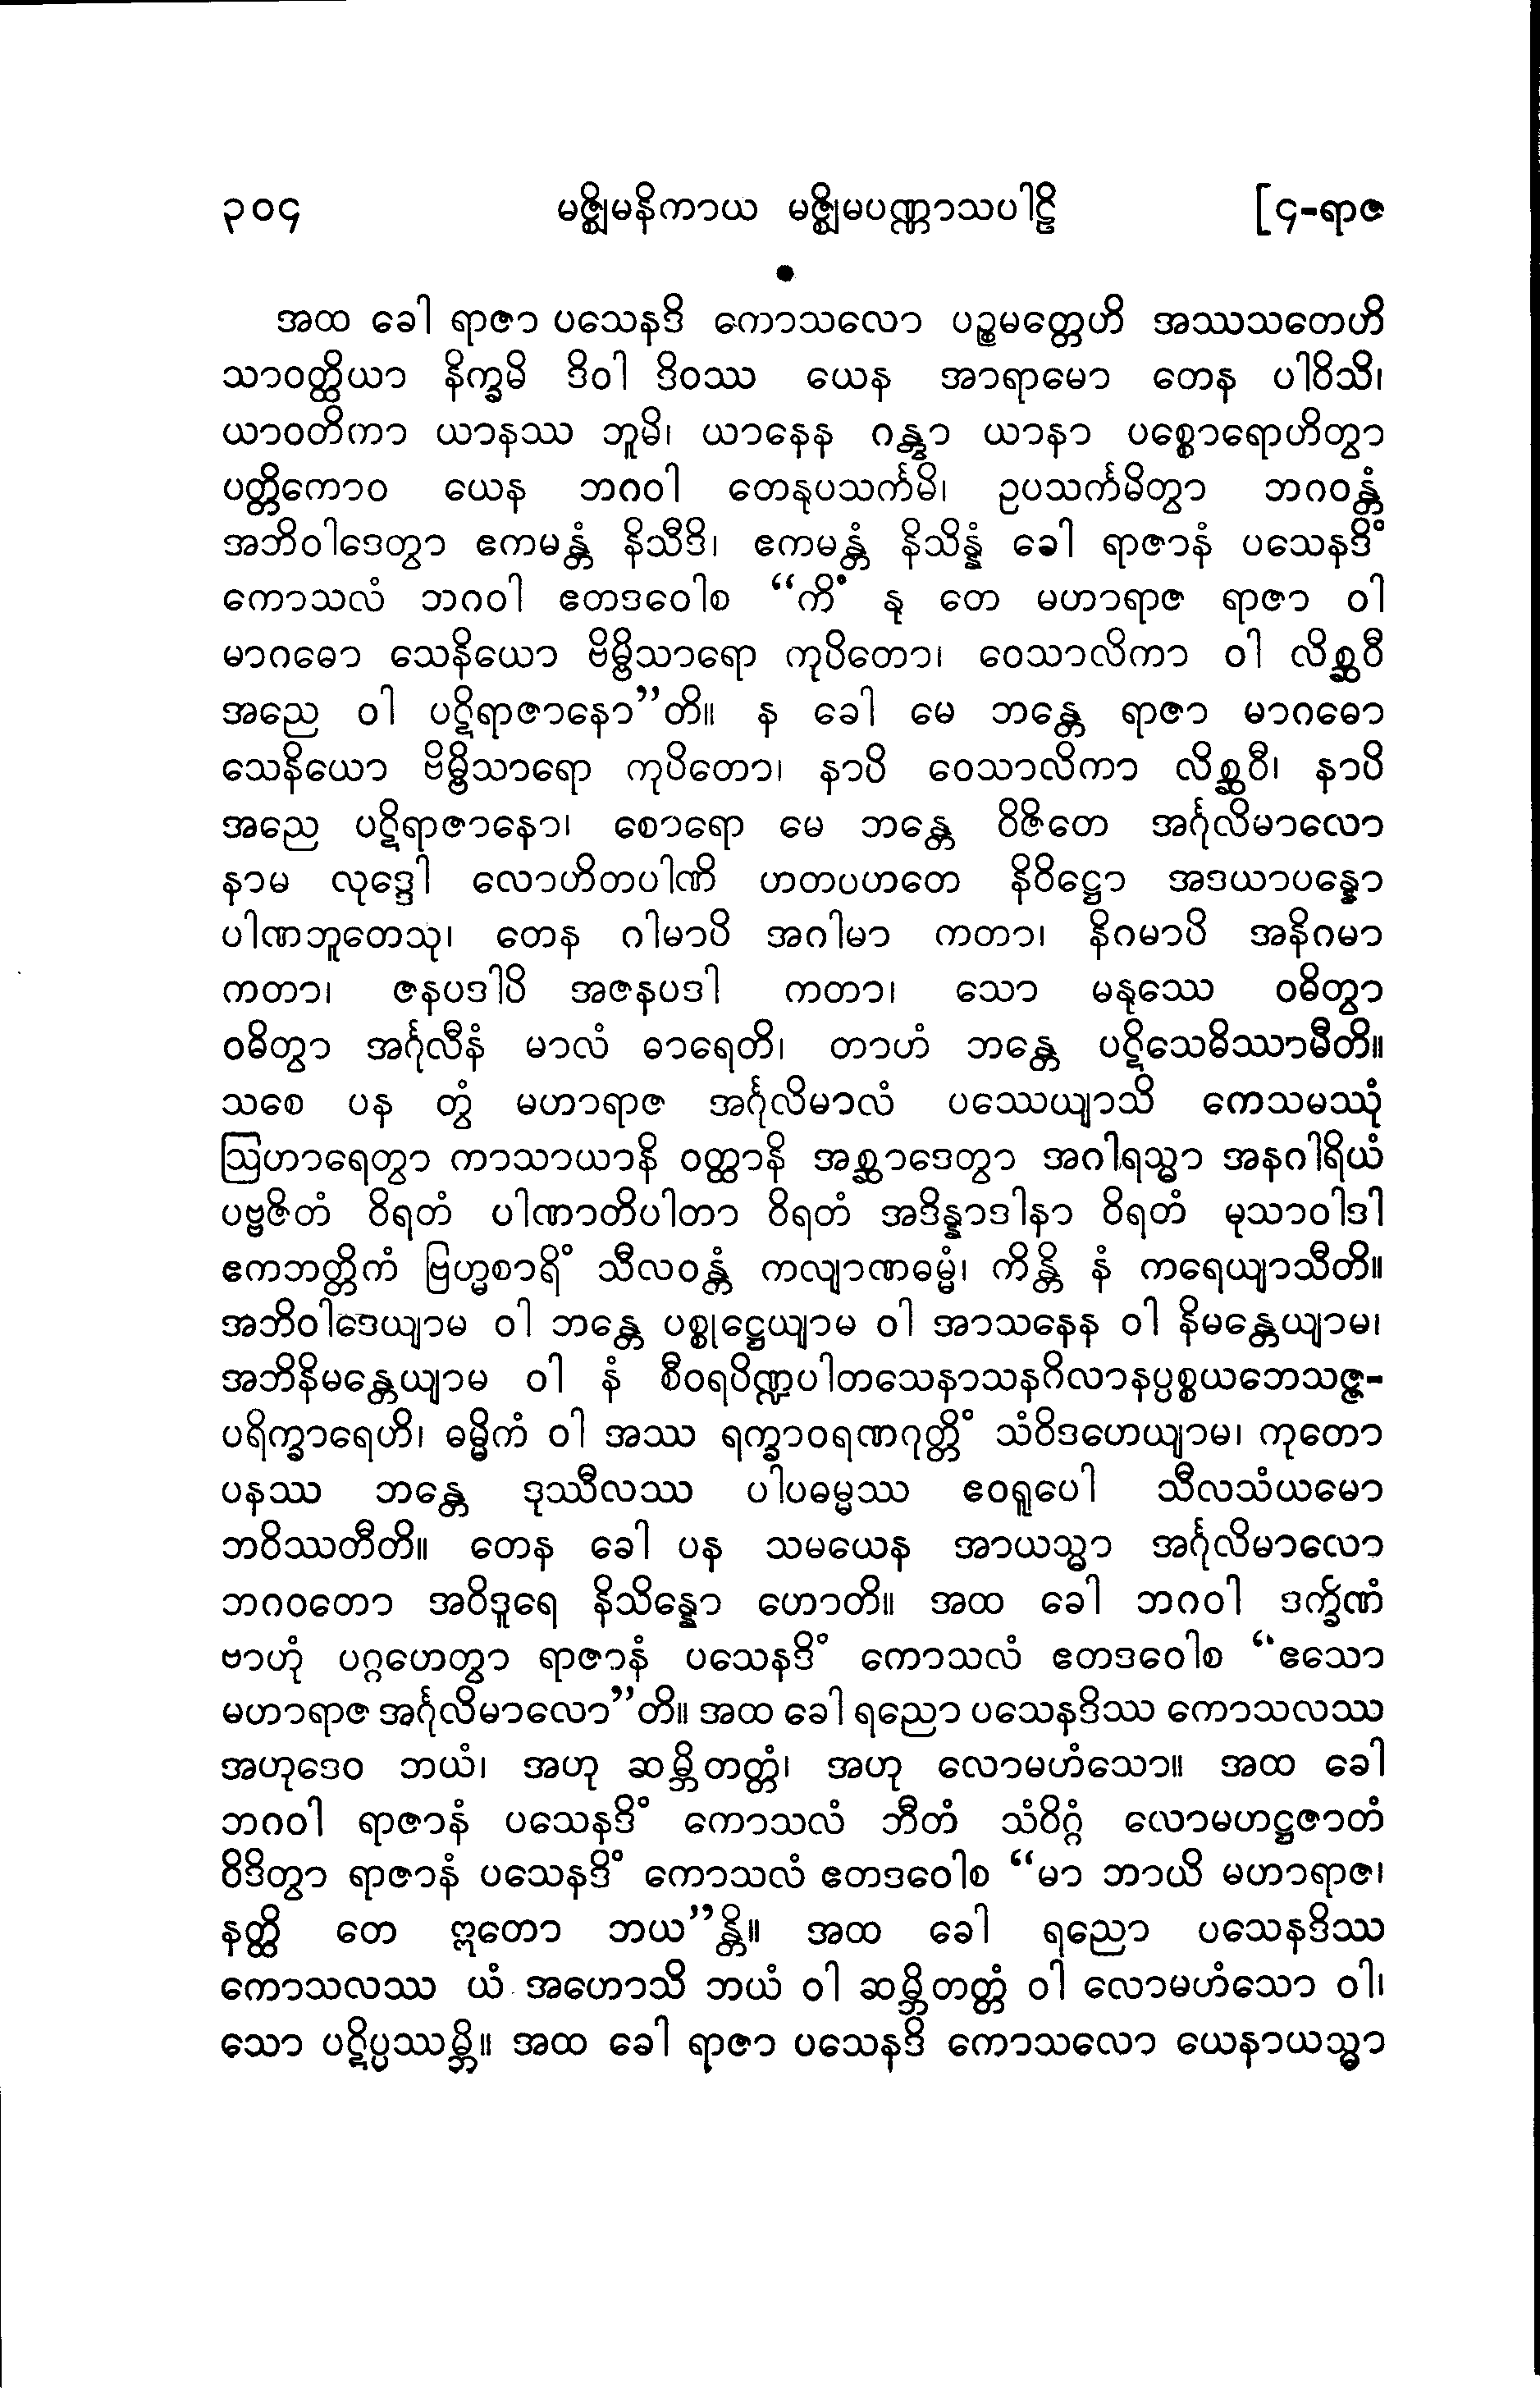 ၃၀၄ မဇ္ဈိမနိကာယ မဇ္ဈိမပဏ္ဏာသပါဠိ [၄-ရာဇ
အထ ခေါ ရာဇာ ပသေနဒိ ကောသလော ပဉ္စမတ္တေဟိ အဿသတေဟိ
သာဝတ္ထိယာ နိက္ခမိ ဒိဝါ ဒိဝဿ ယေန အာရာမော တေန ပါဝိသိ၊
ယာဝတိကာ ယာနဿ ဘူမိ၊ ယာနေန ဂန္တွာ ယာနာ ပစ္စောရောဟိတွာ
ပတ္တိကောဝ ယေန ဘဂဝါ တေနုပသင်္ကမိ၊ ဥပသင်္ကမိတွာ ဘဂဝန္တံ
အဘိဝါဒေတွာ ဧကမန္တံ နိသီဒိ၊ ဧကမန္တံ နိသိန္နံ ခေါ ရာဇာနံ ပသေနဒိံ
ကောသလံ ဘဂဝါ ဧတဒဝေါစ “ကိံ နု တေ မဟာရာဇ ရာဇာ ဝါ
မာဂဓော သေနိယော ဗိမ္ဗိသာရော ကုပိတော၊ ဝေသာလိကာ ဝါ လိစ္ဆဝီ
အညေ ဝါ ပဋိရာဇာနော”တိ။ န ခေါ မေ ဘန္တေ ရာဇာ မာဂဓော
သေနိယော ဗိမ္ဗိသာရော ကုပိတော၊ နာပိ ဝေသာလိကာ လိစ္ဆဝီ၊ နာပိ
အညေ ပဋိရာဇာနော၊ စောရော မေ ဘန္တေ ဝိဇိတေ အင်္ဂုလိမာလော
နာမ လုဒ္ဒေါ လောဟိတပါဏိ ဟတပဟတေ နိဝိဋ္ဌော အဒယာပန္နော
ပါဏဘူတေသု၊ တေန ဂါမာပိ အဂါမာ ကတာ၊ နိဂမာပိ အနိဂမာ
ကတာ၊ ဇနပဒါပိ အဇနပဒါ ကတာ၊ သော မနုဿေ ဝဓိတွာ
ဝဓိတွာ အင်္ဂုလီနံ မာလံ ဓာရေတိ၊ တာဟံ ဘန္တေ ပဋိသေဓိဿာမီတိ။
သစေ ပန တွံ မဟာရာဇ အင်္ဂုလိမာလံ ပဿေယျာသိ ကေသမဿုံ
ဩဟာရေတွာ ကာသာယာနိ ဝတ္ထာနိ အစ္ဆာဒေတွာ အဂါရသ္မာ အနဂါရိယံ
ပဗ္ဗဇိတံ ဝိရတံ ပါဏာတိပါတာ ဝိရတံ အဒိန္နာဒါနာ ဝိရတံ မုသာဝါဒါ
ဧကဘတ္တိကံ ဗြဟ္မစာရိံ သီလဝန္တံ ကလျာဏဓမ္မံ၊ ကိန္တိ နံ ကရေယျာသီတိ။
အဘိဝါဒေယျာမ ဝါ ဘန္တေ ပစ္စုဋ္ဌေယျာမ ဝါ အာသနေန ဝါ နိမန္တေယျာမ၊
အဘိနိမန္တေယျာမ ဝါ နံ စီဝရပိဏ္ဍပါတသေနာသနဂိလာနပ္ပစ္စယဘေသဇ္ဇ-
ပရိက္ခာရေဟိ၊ ဓမ္မိကံ ဝါ အဿ ရက္ခာဝရဏဂုတ္တိံ သံဝိဒဟေယျာမ၊ ကုတော
ပနဿ ဘန္တေ ဒုဿီလဿ ပါပဓမ္မဿ ဧဝရူပေါ သီလသံယမော
ဘဝိဿတီတိ။ တေန ခေါ ပန သမယေန အာယသ္မာ အင်္ဂုလိမာလော
ဘဂဝတော အဝိဒူရေ နိသိန္နော ဟောတိ။ အထ ခေါ ဘဂဝါ ဒက္ခိဏံ
ဗာဟုံ ပဂ္ဂဟေတွာ ရာဇာနံ ပသေနဒိံ ကောသလံ ဧတဒဝေါစ “ဧသော
မဟာရာဇ အင်္ဂုလိမာလော”တိ။ အထ ခေါ ရညော ပသေနဒိဿ ကောသလဿ
အဟုဒေဝ ဘယံ၊ အဟု ဆမ္ဘိတတ္တံ၊ အဟု လောမဟံသော။ အထ ခေါ
ဘဂဝါ ရာဇာနံ ပသေနဒိံ ကောသလံ ဘီတံ သံဝိဂ္ဂံ လောမဟဋ္ဌဇာတံ
ဝိဒိတွာ ရာဇာနံ ပသေနဒိံ ကောသလံ ဧတဒဝေါစ “မာ ဘာယိ မဟာရာဇ၊
နတ္ထိ တေ ဣတော ဘယ”န္တိ။ အထ ခေါ ရညော ပသေနဒိဿ
ကောသလဿ ယံ အဟောသိ ဘယံ ဝါ ဆမ္ဘိတတ္တံ ဝါ လောမဟံသော ဝါ၊
သော ပဋိပ္ပဿမ္ဘိ။ အထ ခေါ ရာဇာ ပသေနဒိ ကောသလော ယေနာယသ္မာ